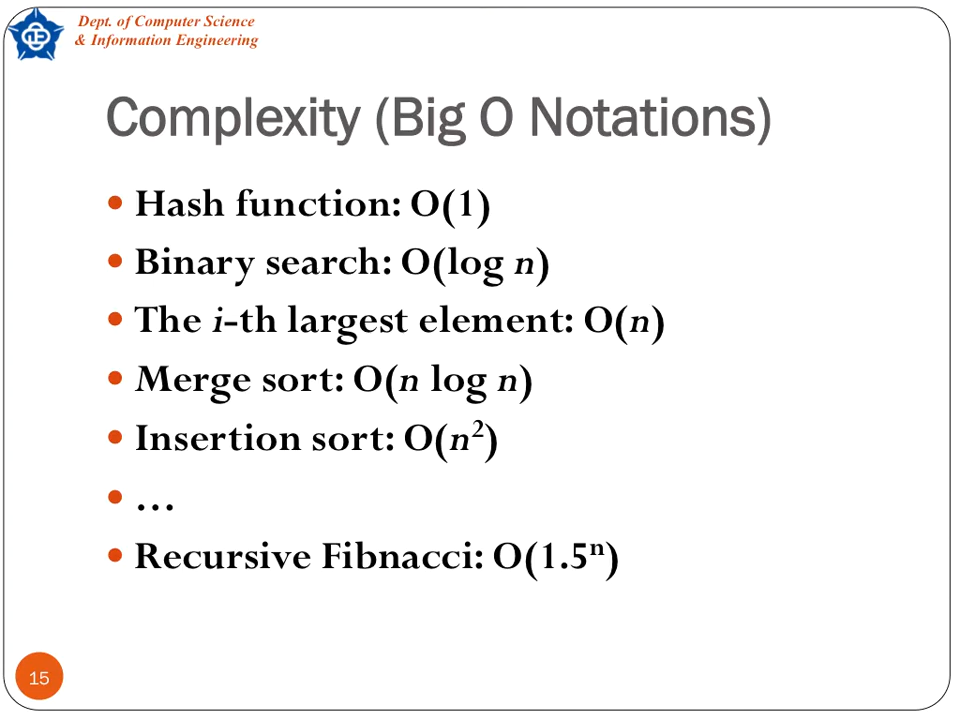 Dept. of Computer Science
& Information Engineering
Complexity (Big O Notations)
• Hash function: O(1)
• Binary search: O(log n)
• The i-th largest element: O(n)
• Merge sort: O(n log n)
• Insertion sort: O(n²)
• …
• Recursive Fibnacci: O(1.5ⁿ)
15